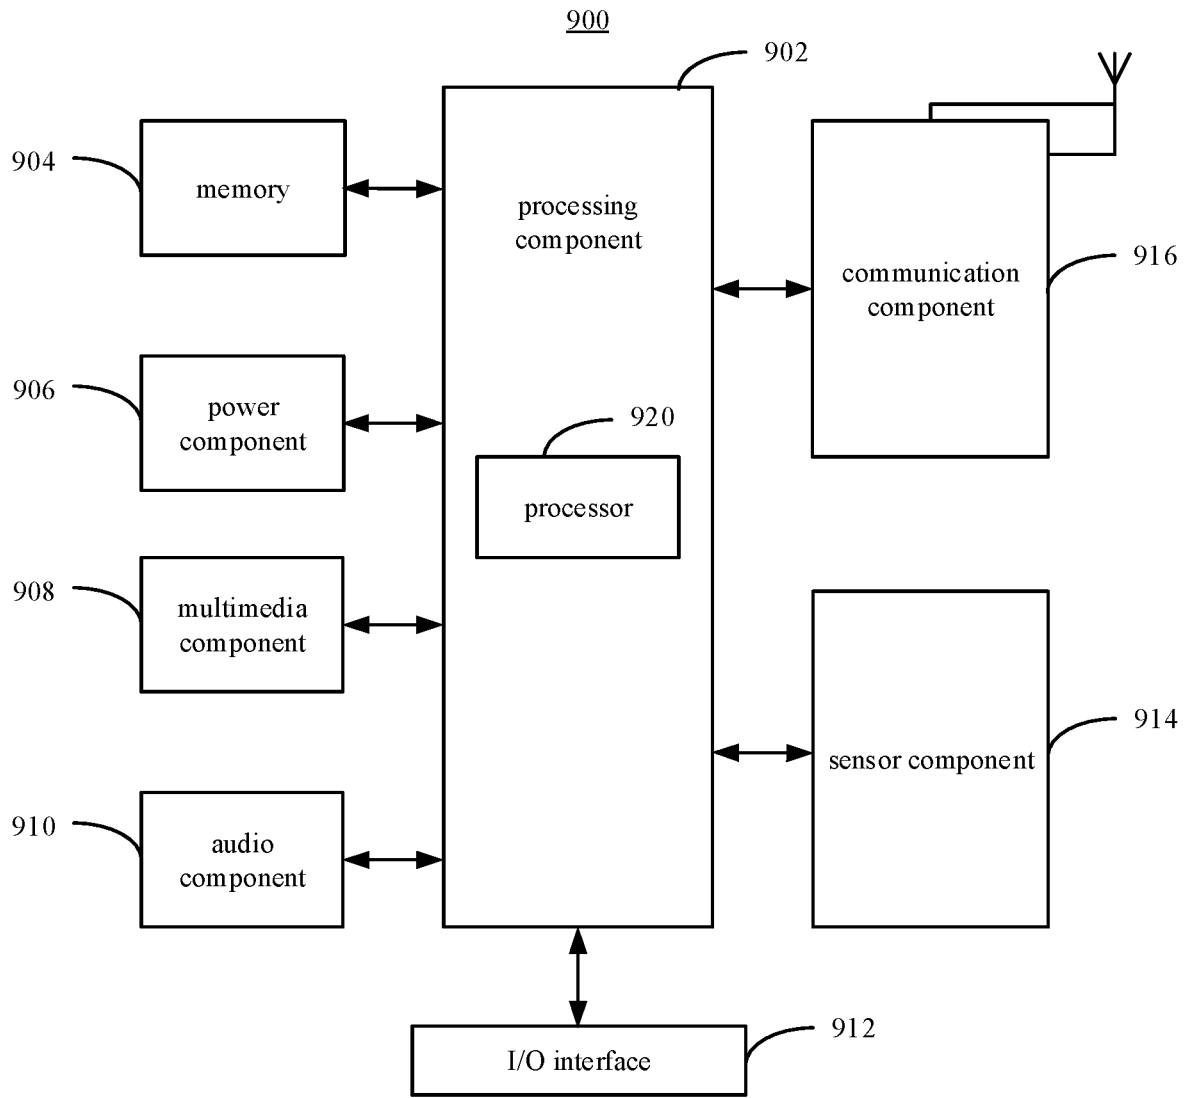 900
902
904
memory
processing
component
communication
component
916
906
power
component
920
processor
908
multimedia
component
914
sensor component
910
audio
component
912
I/O interface